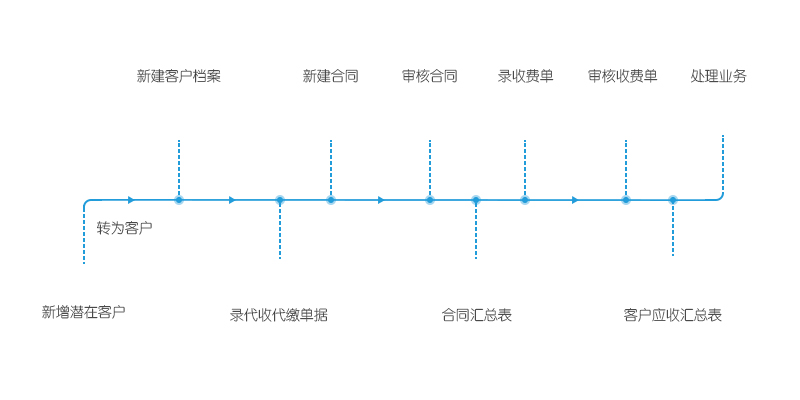 新建客户档案
新建合同
审核合同
录收费单
审核收费单
处理业务
转为客户
新增潜在客户
录代收代缴单据
合同汇总表
客户应收汇总表